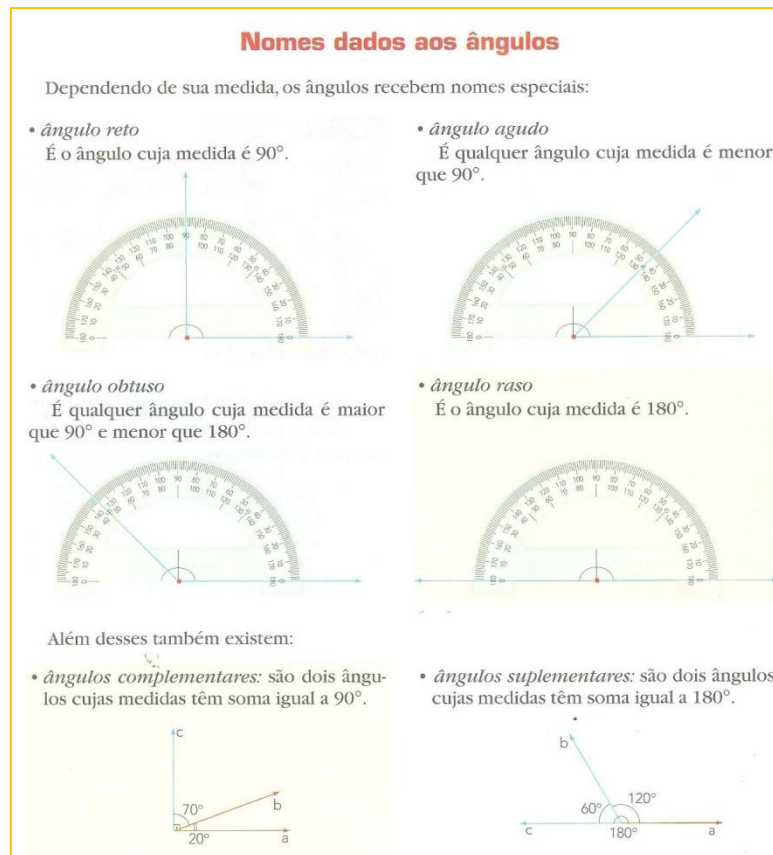 Nomes dados aos ângulos
Dependendo de sua medida, os ângulos recebem nomes especiais:
• ângulo reto
É o ângulo cuja medida é 90°.
• ângulo agudo
É qualquer ângulo cuja medida é menor
que 90°.
• ângulo obtuso
É qualquer ângulo cuja medida é maior
que 90° e menor que 180°.
• ângulo raso
É o ângulo cuja medida é 180°.
Além desses também existem:
• ângulos complementares: são dois ângu-
los cujas medidas têm soma igual a 90°.
• ângulos suplementares: são dois ângulos
cujas medidas têm soma igual a 180°.
c
70°
b
20°
a
b
60°
120°
c
180°
a